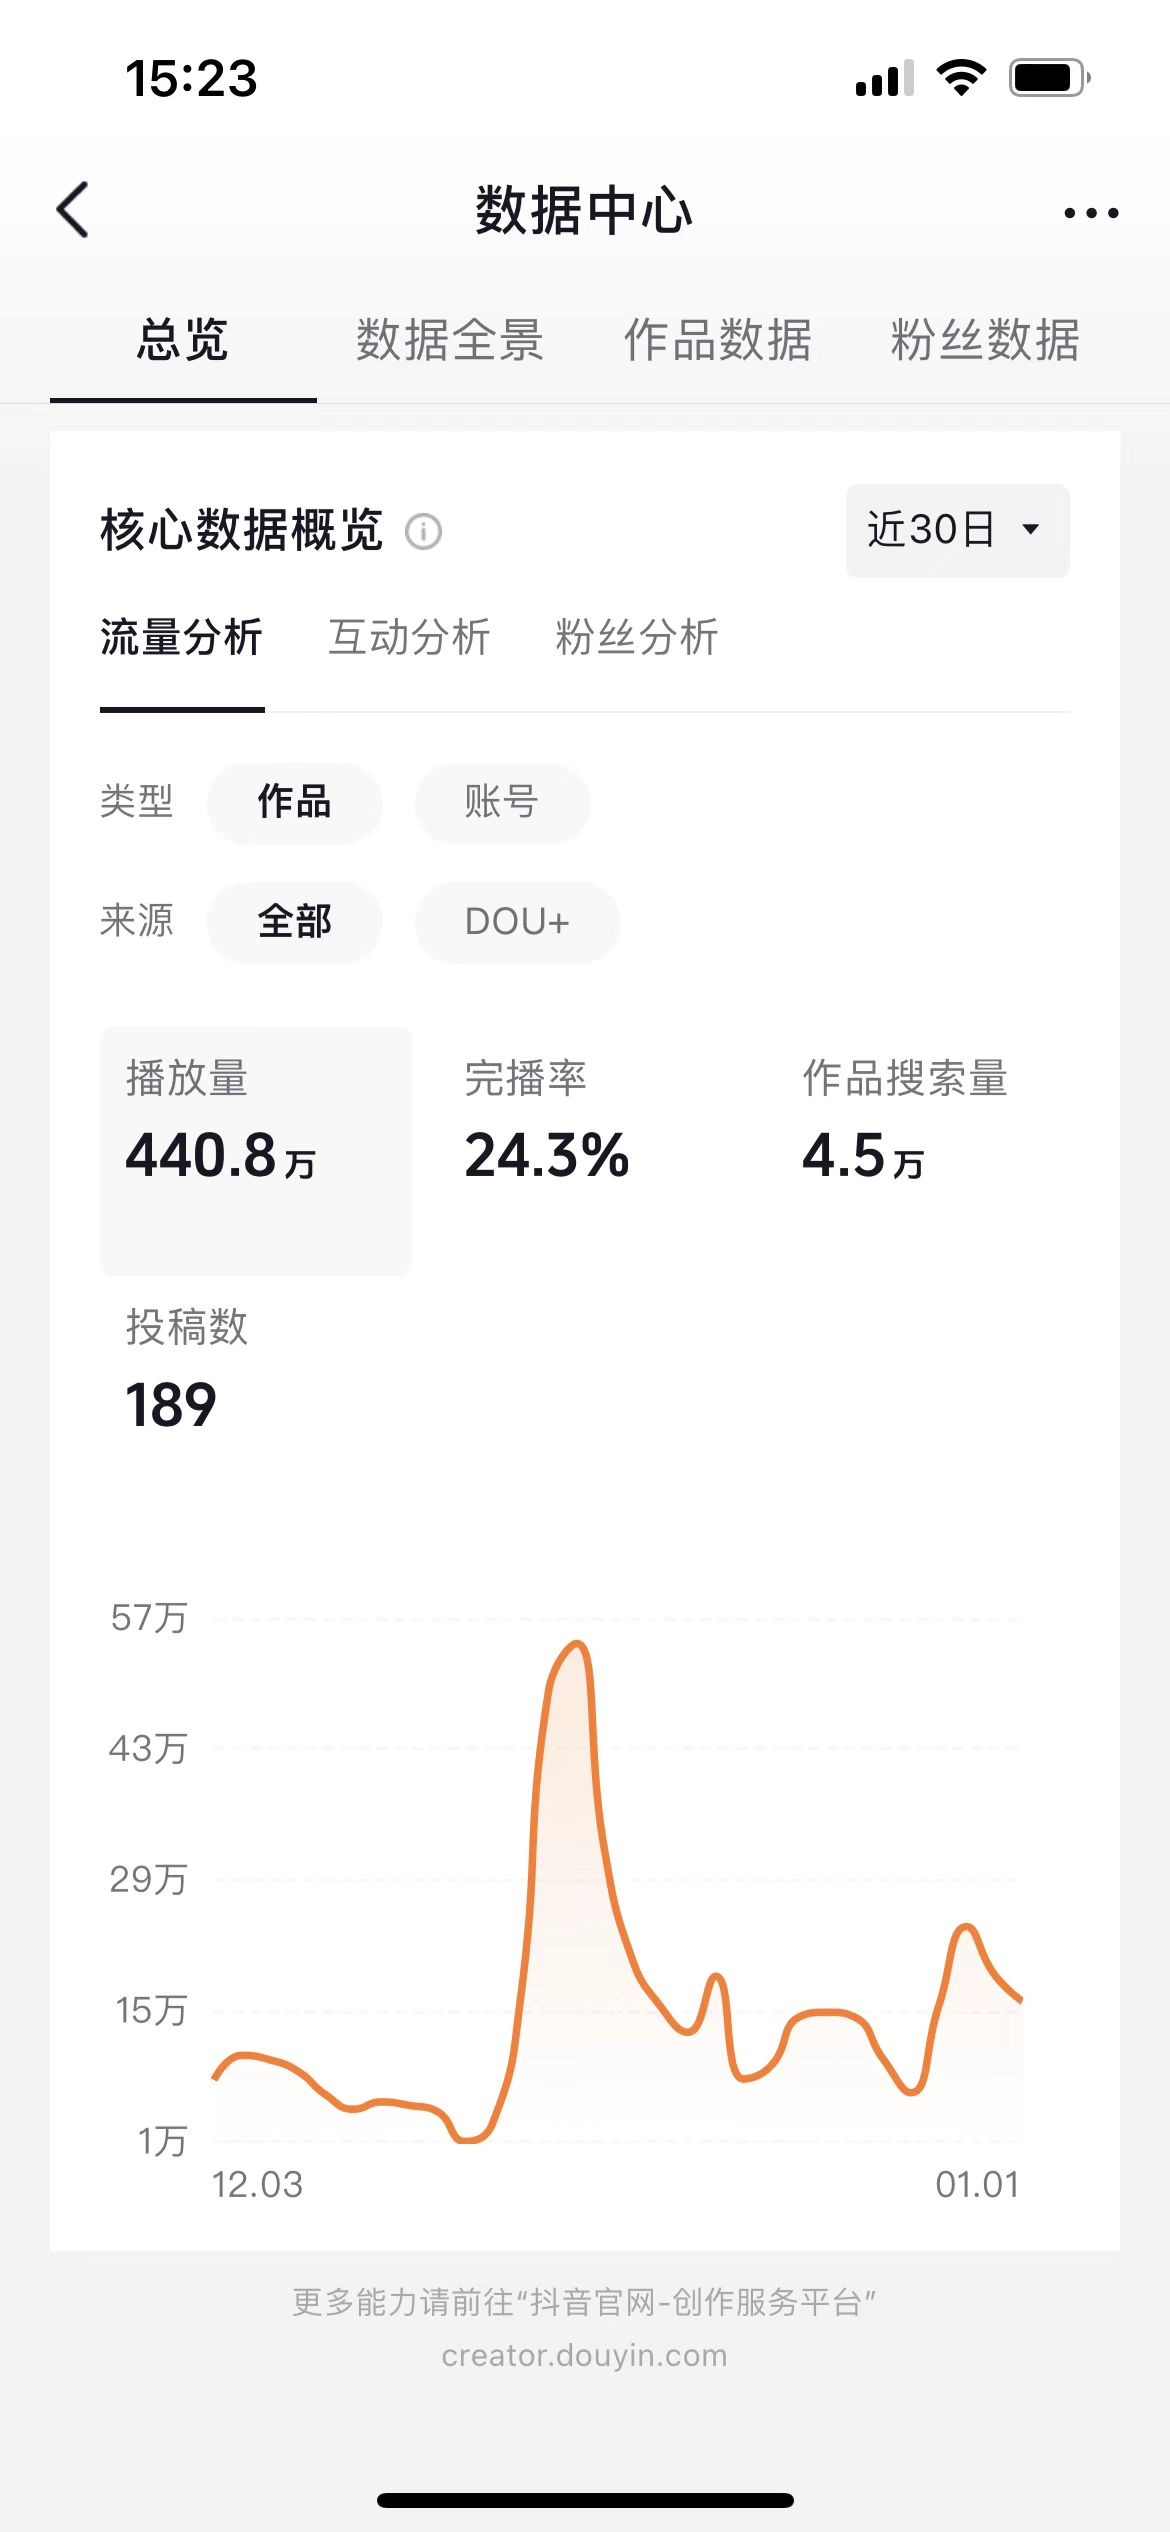 15:23
数据中心
总览 数据全景 作品数据 粉丝数据
核心数据概览 近30日
流量分析 互动分析 粉丝分析
类型 作品 账号
来源 全部 DOU+
播放量 完播率 作品搜索量
440.8万 24.3% 4.5万
投稿数
189
57万
43万
29万
15万
1万
12.03 01.01
更多能力请前往“抖音官网-创作服务平台”
creator.douyin.com